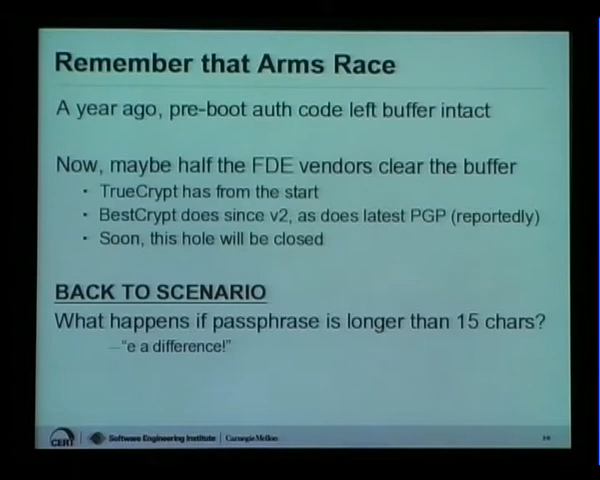 Remember that Arms Race
A year ago, pre-boot auth code left buffer intact
Now, maybe half the FDE vendors clear the buffer
• TrueCrypt has from the start
• BestCrypt does since v2, as does latest PGP (reportedly)
• Soon, this hole will be closed
BACK TO SCENARIO
What happens if passphrase is longer than 15 chars?
—"e a difference!"
CERT | Software Engineering Institute | Carnegie Mellon